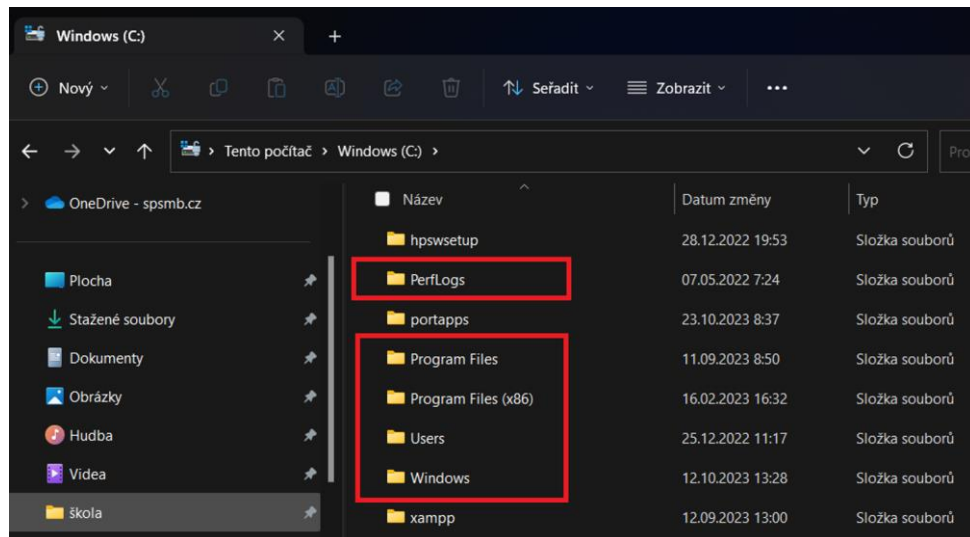 Windows (C:)
Nový
Seřadit
Zobrazit
Tento počítač › Windows (C:) ›
Pro
OneDrive - spsmb.cz
Název Datum změny Typ
hpswsetup 28.12.2022 19:53 Složka souborů
Plocha PerfLogs 07.05.2022 7:24 Složka souborů
Stažené soubory portapps 23.10.2023 8:37 Složka souborů
Dokumenty Program Files 11.09.2023 8:50 Složka souborů
Obrázky Program Files (x86) 16.02.2023 16:32 Složka souborů
Hudba Users 25.12.2022 11:17 Složka souborů
Videa Windows 12.10.2023 13:28 Složka souborů
škola xampp 12.09.2023 13:00 Složka souborů